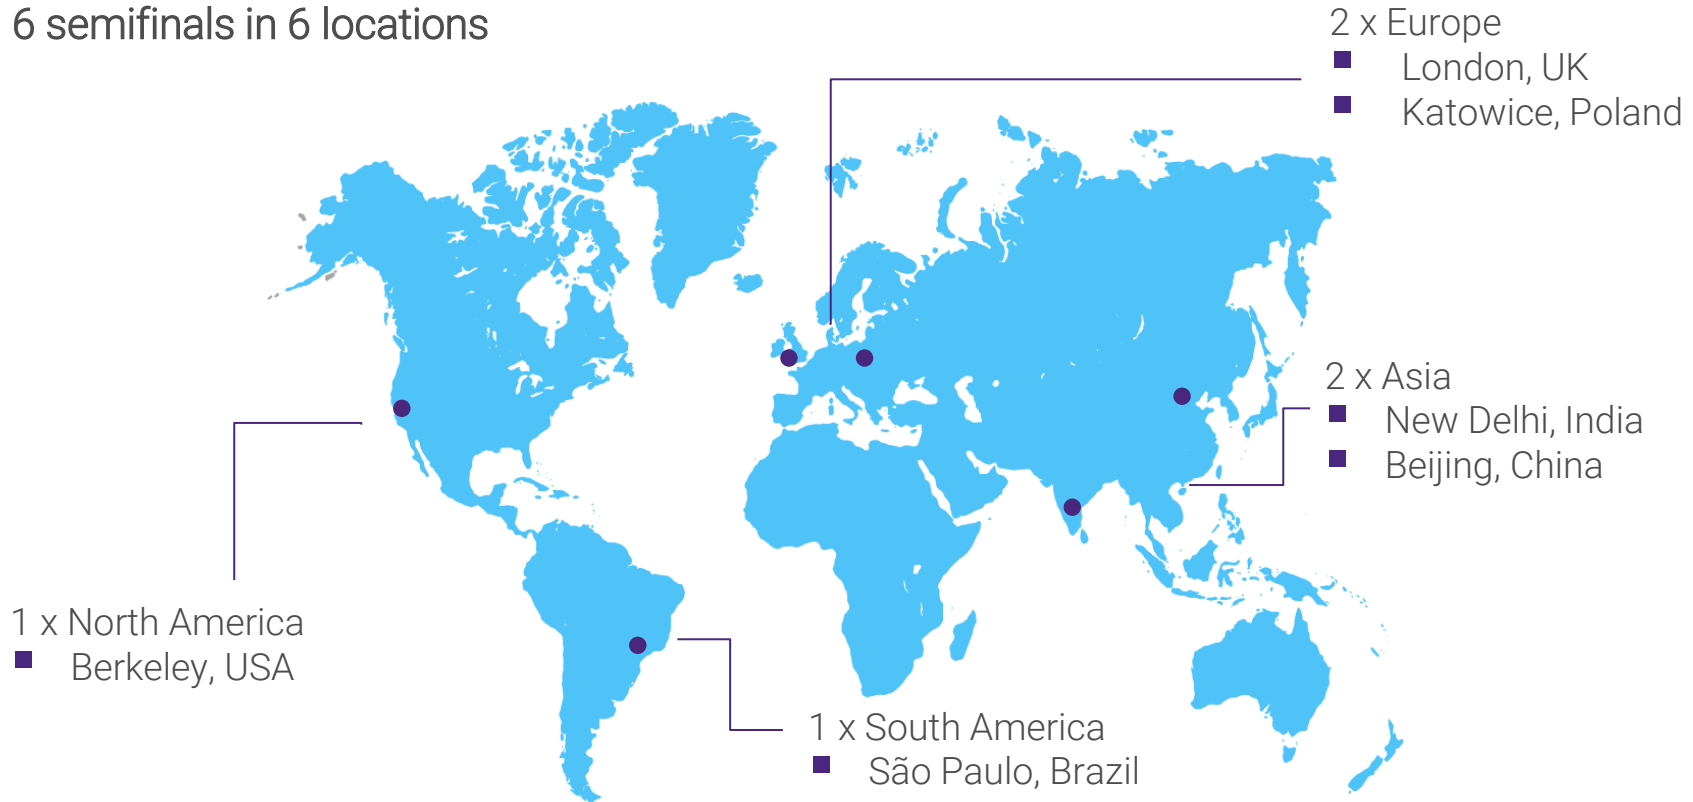 6 semifinals in 6 locations
2 x Europe
London, UK
Katowice, Poland
2 x Asia
New Delhi, India
Beijing, China
1 x North America
Berkeley, USA
1 x South America
São Paulo, Brazil